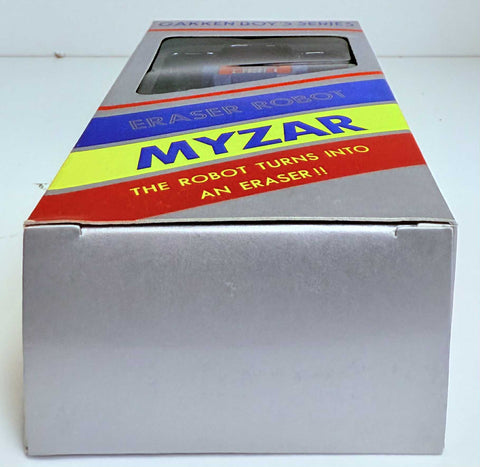 GAKKEN BOY'S SERIES
ERASER ROBOT
MYZAR
THE ROBOT TURNS INTO
AN ERASER!!